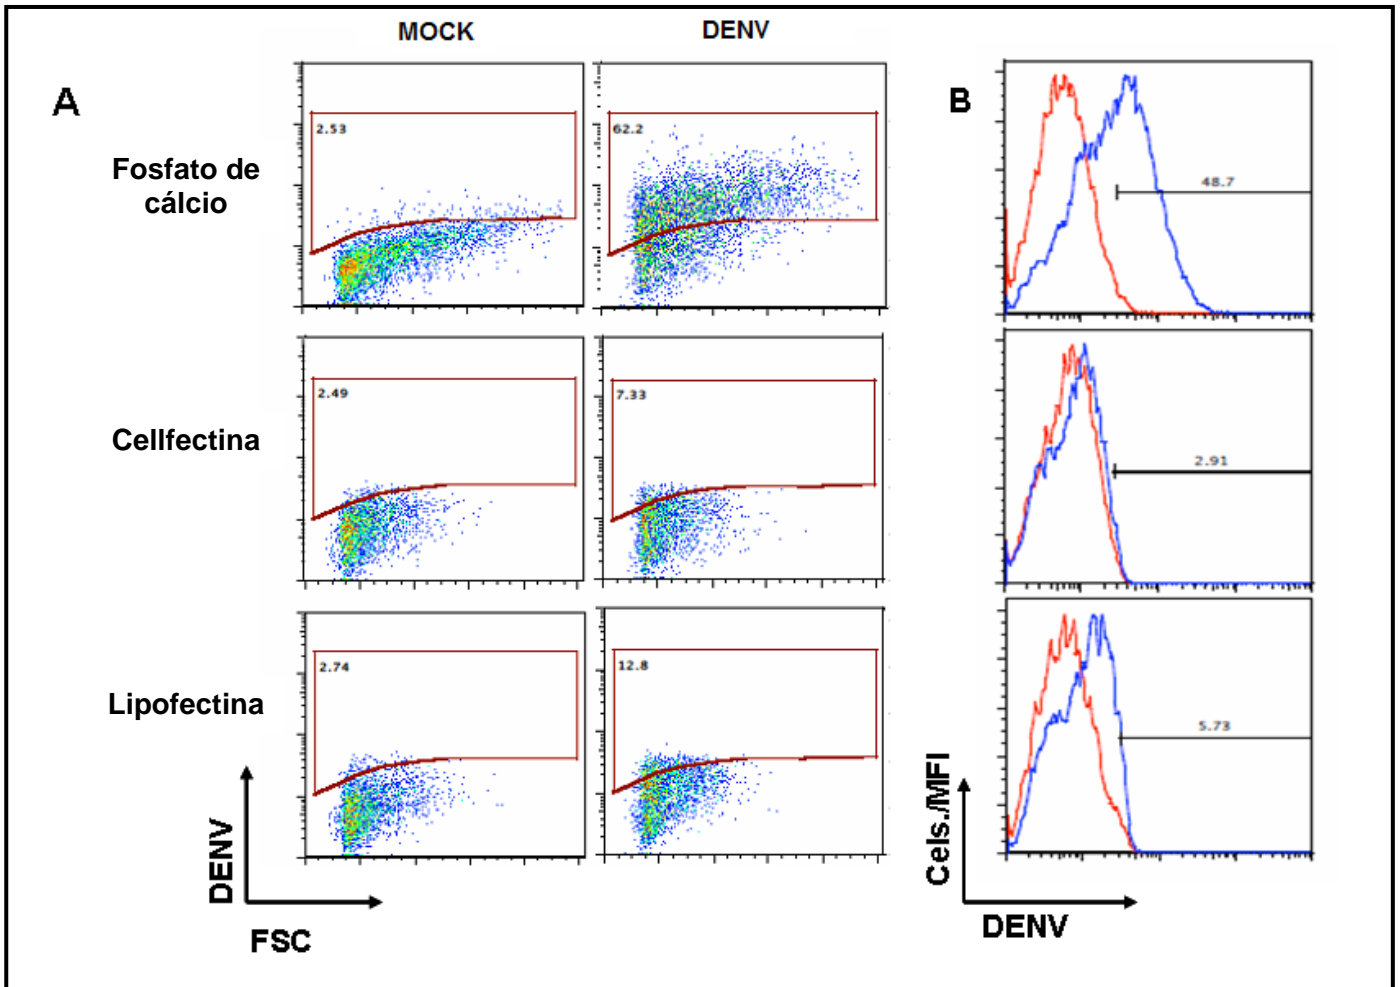 MOCK
DENV
A
B
Fosfato de
cálcio
2.53
62.2
48.7
Cellfectina
2.49
7.33
2.91
Lipofectina
2.74
12.8
5.73
DENV
FSC
Cels./MFI
DENV